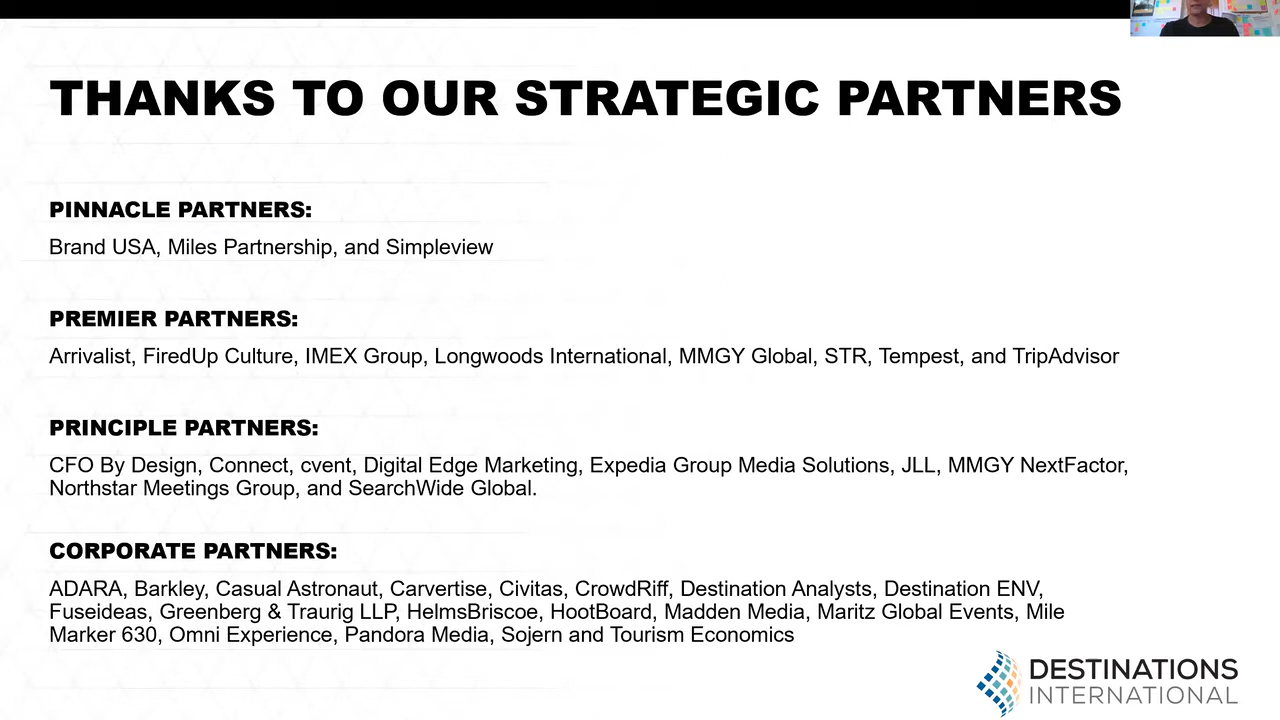 THANKS TO OUR STRATEGIC PARTNERS
PINNACLE PARTNERS:
Brand USA, Miles Partnership, and Simpleview
PREMIER PARTNERS:
Arrivalist, FiredUp Culture, IMEX Group, Longwoods International, MMGY Global, STR, Tempest, and TripAdvisor
PRINCIPLE PARTNERS:
CFO By Design, Connect, cvent, Digital Edge Marketing, Expedia Group Media Solutions, JLL, MMGY NextFactor,
Northstar Meetings Group, and SearchWide Global.
CORPORATE PARTNERS:
ADARA, Barkley, Casual Astronaut, Carvertise, Civitas, CrowdRiff, Destination Analysts, Destination ENV,
Fuseideas, Greenberg & Traurig LLP, HelmsBriscoe, HootBoard, Madden Media, Maritz Global Events, Mile
Marker 630, Omni Experience, Pandora Media, Sojern and Tourism Economics
DESTINATIONS
INTERNATIONAL